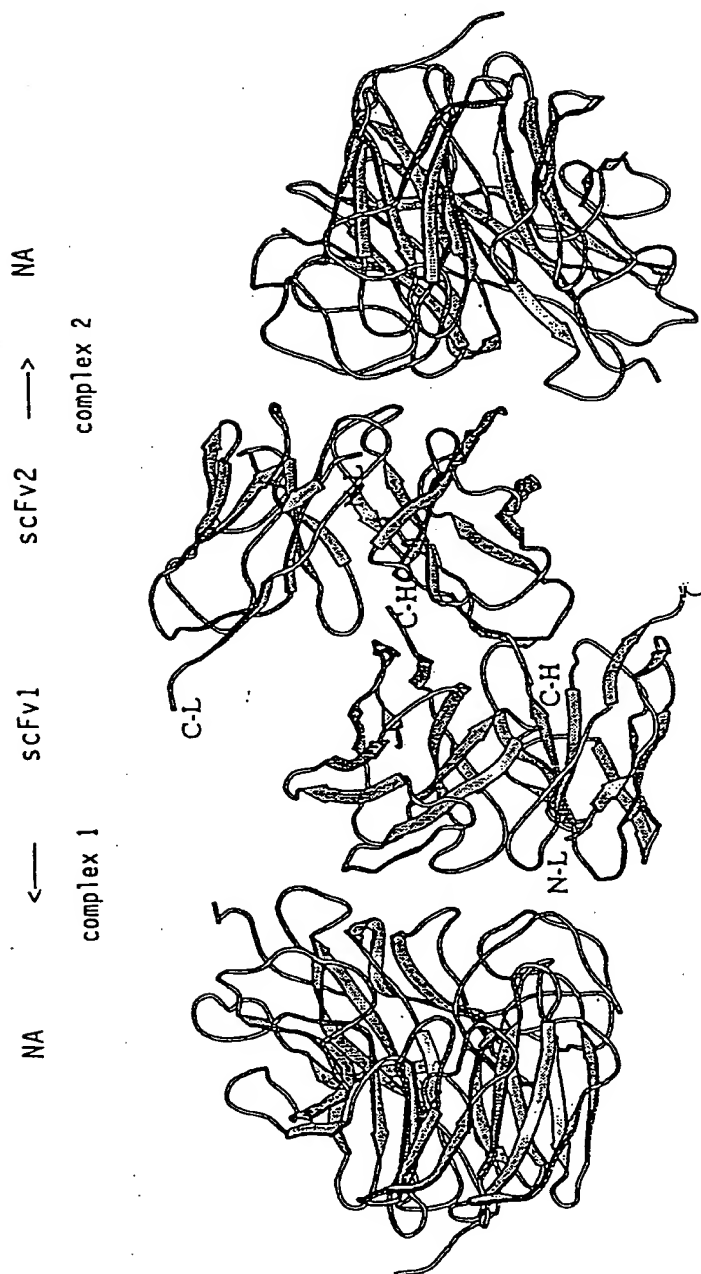 NA <—— scFv1 scFv2 ——> NA
complex 1 complex 2
C-L
C-H
C-H
N-L